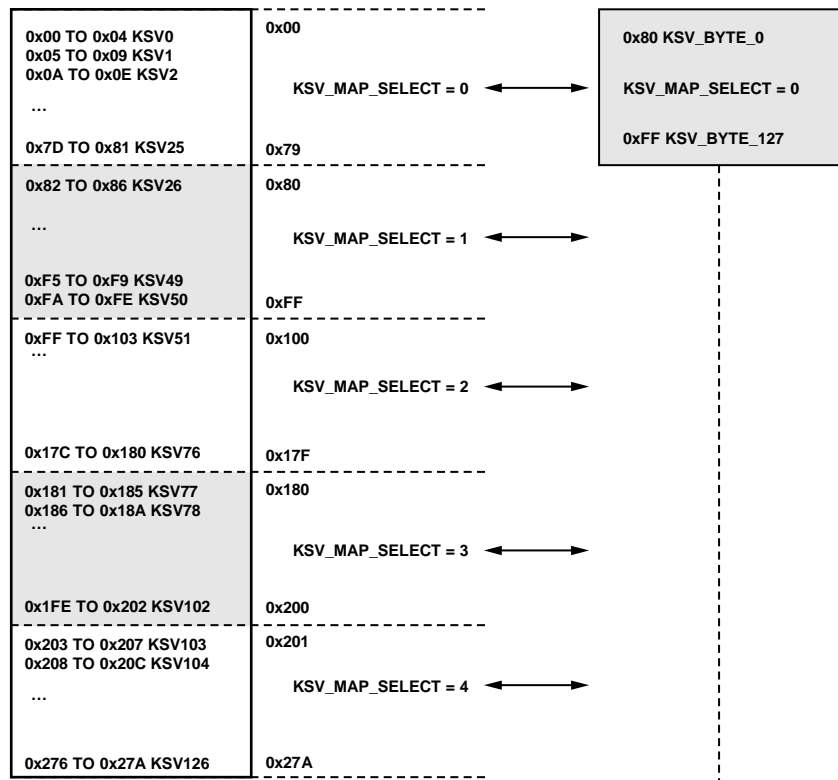 0x00 TO 0x04 KSV0
0x05 TO 0x09 KSV1
0x0A TO 0x0E KSV2
...
0x7D TO 0x81 KSV25
0x00
KSV_MAP_SELECT = 0
0x79
0x80 KSV_BYTE_0
KSV_MAP_SELECT = 0
0xFF KSV_BYTE_127
0x82 TO 0x86 KSV26
...
0xF5 TO 0xF9 KSV49
0xFA TO 0xFE KSV50
0x80
KSV_MAP_SELECT = 1
0xFF
0xFF TO 0x103 KSV51
...
0x17C TO 0x180 KSV76
0x100
KSV_MAP_SELECT = 2
0x17F
0x181 TO 0x185 KSV77
0x186 TO 0x18A KSV78
...
0x1FE TO 0x202 KSV102
0x180
KSV_MAP_SELECT = 3
0x200
0x203 TO 0x207 KSV103
0x208 TO 0x20C KSV104
...
0x276 TO 0x27A KSV126
0x201
KSV_MAP_SELECT = 4
0x27A